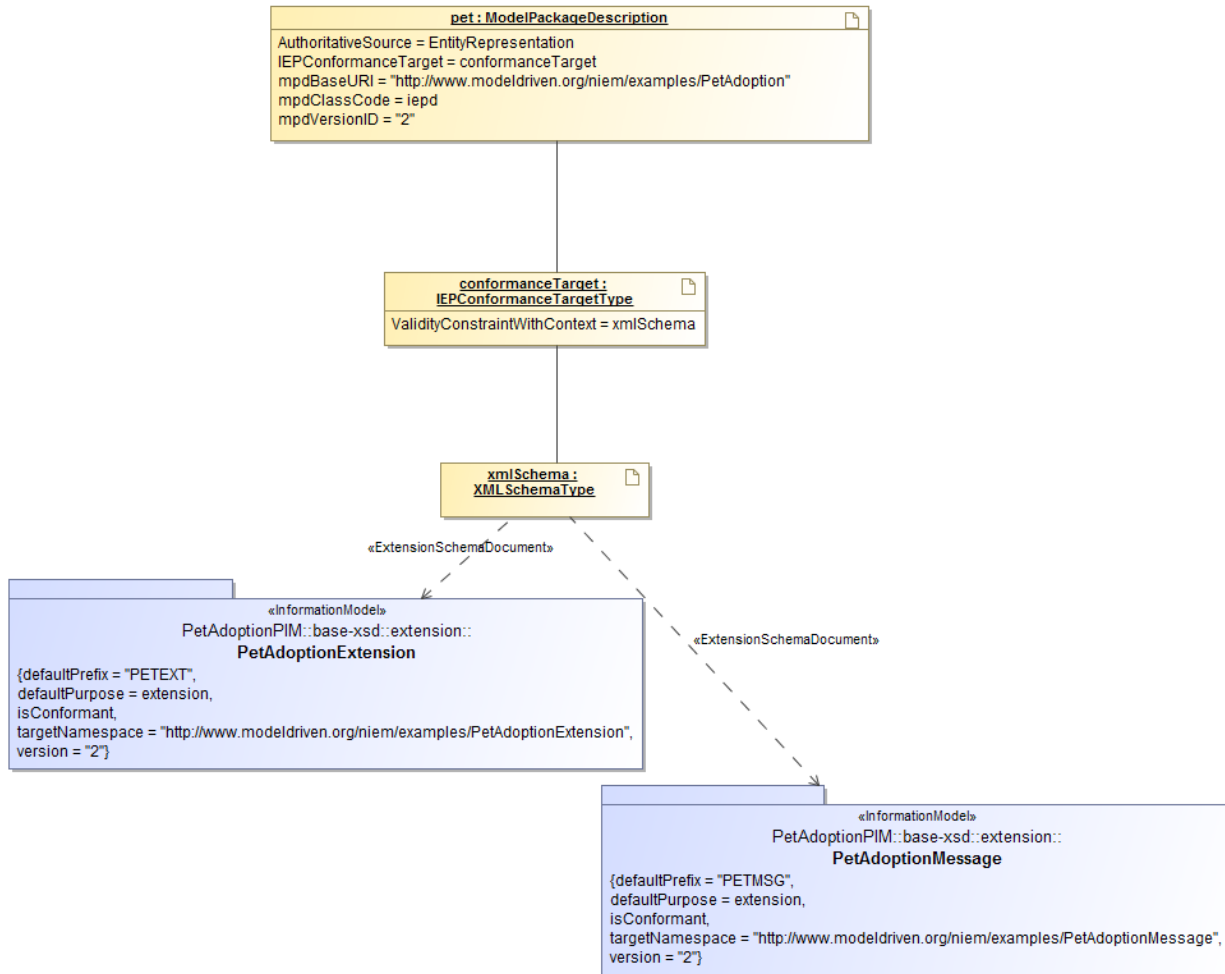 pet : ModelPackageDescription
AuthoritativeSource = EntityRepresentation
IEPConformanceTarget = conformanceTarget
mpdBaseURI = "http://www.modeldriven.org/niem/examples/PetAdoption"
mpdClassCode = iepd
mpdVersionID = "2"
conformanceTarget :
IEPConformanceTargetType
ValidityConstraintWithContext = xmlSchema
xmlSchema :
XMLSchemaType
«ExtensionSchemaDocument»
«InformationModel»
PetAdoptionPIM::base-xsd::extension::
PetAdoptionExtension
{defaultPrefix = "PETEXT",
defaultPurpose = extension,
isConformant,
targetNamespace = "http://www.modeldriven.org/niem/examples/PetAdoptionExtension",
version = "2"}
«ExtensionSchemaDocument»
«InformationModel»
PetAdoptionPIM::base-xsd::extension::
PetAdoptionMessage
{defaultPrefix = "PETMSG",
defaultPurpose = extension,
isConformant,
targetNamespace = "http://www.modeldriven.org/niem/examples/PetAdoptionMessage",
version = "2"}